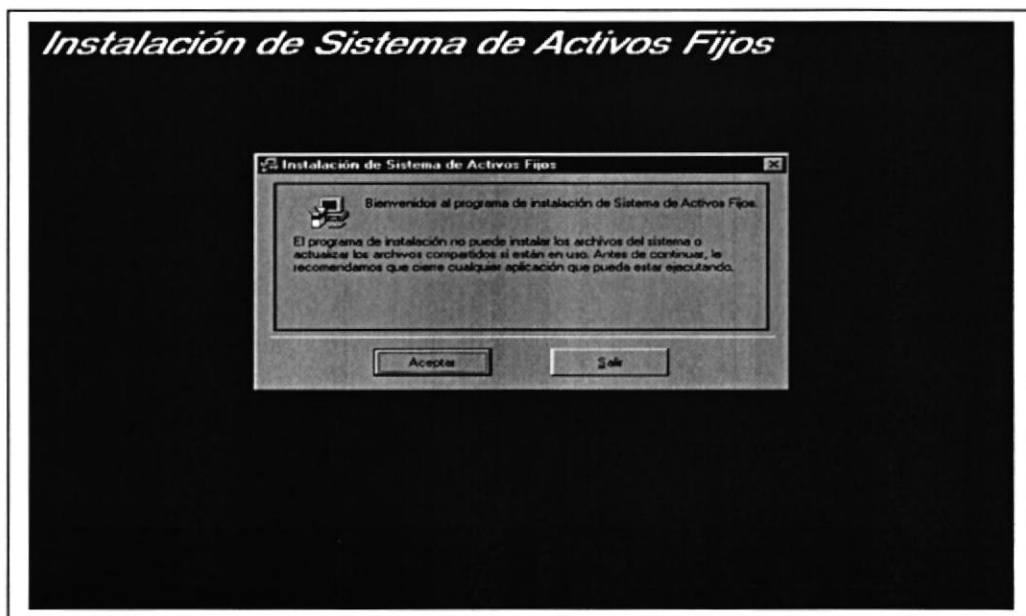 Instalación de Sistema de Activos Fijos
Instalación de Sistema de Activos Fijos
Bienvenidos al programa de instalación de Sistema de Activos Fijos.
El programa de instalación no puede instalar los archivos del sistema o
actualizar los archivos compartidos si están en uso. Antes de continuar, le
recomendamos que cierre cualquier aplicación que pueda estar ejecutando.
Aceptar
Salir